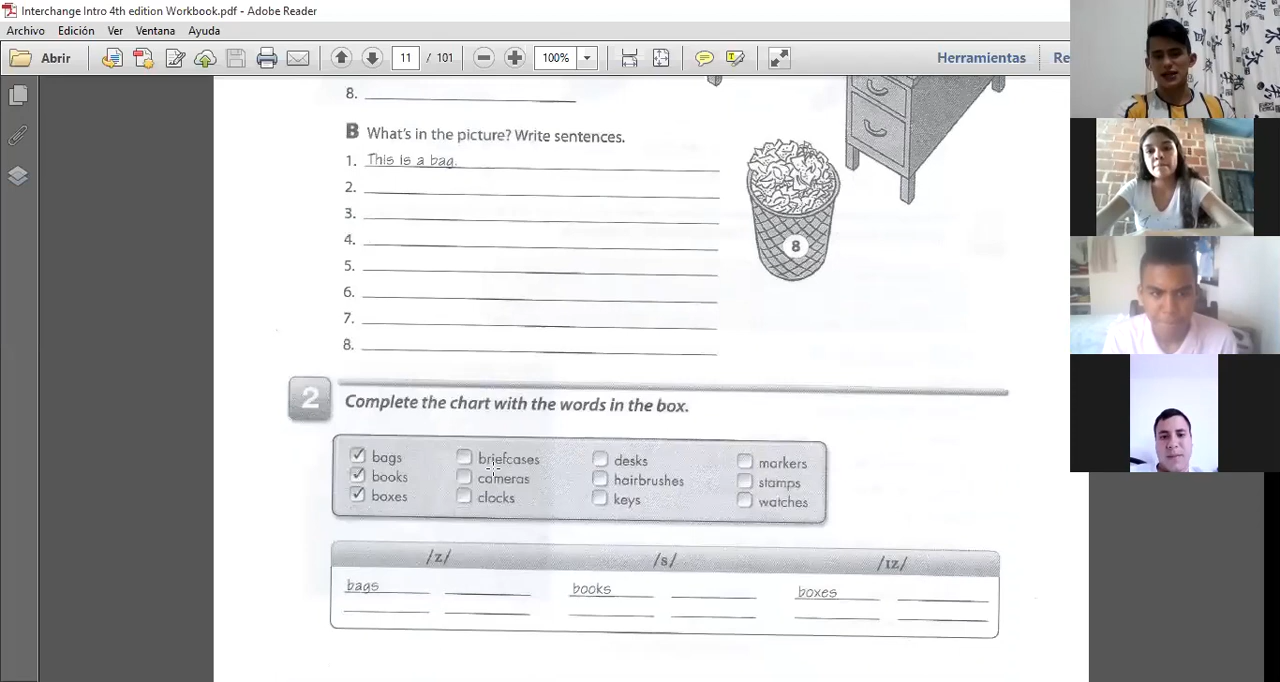 Interchange Intro 4th edition Workbook.pdf - Adobe Reader
Archivo Edición Ver Ventana Ayuda
Abrir 11 / 101 100% Herramientas Re
8.
B What's in the picture? Write sentences.
1. This is a bag.
2.
3.
4.
5.
6.
7.
8.
8
2 Complete the chart with the words in the box.
bags briefcases desks markers
books cameras hairbrushes stamps
boxes clocks keys watches
/z/ /s/ /ɪz/
bags books boxes